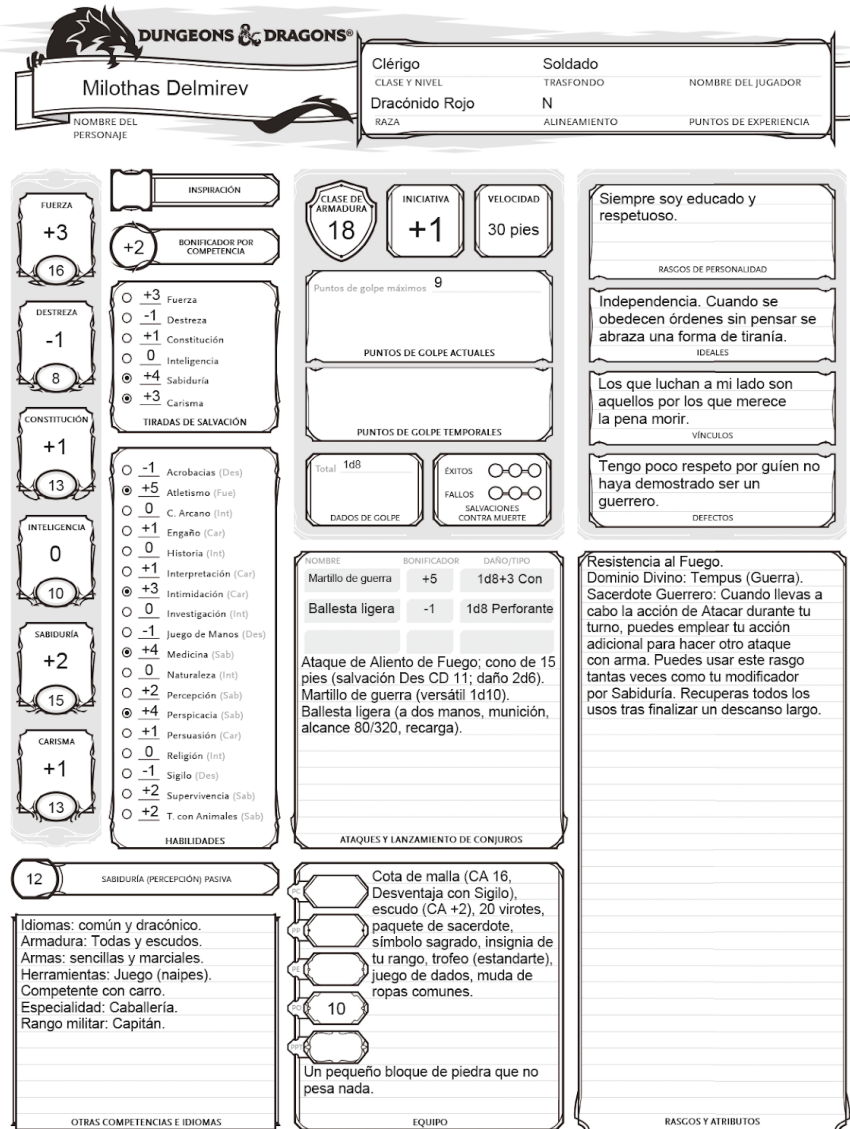 DUNGEONS & DRAGONS®
Milothas Delmirev
NOMBRE DEL
PERSONAJE
Clérigo
Soldado
CLASE Y NIVEL
TRASFONDO
NOMBRE DEL JUGADOR
Dracónido Rojo
N
RAZA
ALINEAMIENTO
PUNTOS DE EXPERIENCIA
FUERZA
+3
16
DESTREZA
-1
8
CONSTITUCIÓN
+1
13
INTELIGENCIA
0
10
SABIDURÍA
+2
15
CARISMA
+1
13
INSPIRACIÓN
+2
BONIFICADOR POR
COMPETENCIA
+3 Fuerza
-1 Destreza
+1 Constitución
0 Inteligencia
+4 Sabiduría
+3 Carisma
TIRADAS DE SALVACIÓN
-1 Acrobacias (Des)
+5 Atletismo (Fue)
0 C. Arcano (Int)
+1 Engaño (Car)
0 Historia (Int)
+1 Interpretación (Car)
+3 Intimidación (Car)
0 Investigación (Int)
-1 Juego de Manos (Des)
+4 Medicina (Sab)
0 Naturaleza (Int)
+2 Percepción (Sab)
+4 Perspicacia (Sab)
+1 Persuasión (Car)
0 Religión (Int)
-1 Sigilo (Des)
+2 Supervivencia (Sab)
+2 T. con Animales (Sab)
HABILIDADES
12
SABIDURÍA (PERCEPCIÓN) PASIVA
Idiomas: común y dracónico.
Armadura: Todas y escudos.
Armas: sencillas y marciales.
Herramientas: Juego (naipes).
Competente con carro.
Especialidad: Caballería.
Rango militar: Capitán.
OTRAS COMPETENCIAS E IDIOMAS
CLASE DE
ARMADURA
18
INICIATIVA
+1
VELOCIDAD
30 pies
Puntos de golpe máximos 9
PUNTOS DE GOLPE ACTUALES
PUNTOS DE GOLPE TEMPORALES
Total 1d8
DADOS DE GOLPE
ÉXITOS
FALLOS
SALVACIONES
CONTRA MUERTE
NOMBRE BONIFICADOR DAÑO/TIPO
Martillo de guerra +5 1d8+3 Con
Ballesta ligera -1 1d8 Perforante
Ataque de Aliento de Fuego; cono de 15
pies (salvación Des CD 11; daño 2d6).
Martillo de guerra (versátil 1d10).
Ballesta ligera (a dos manos, munición,
alcance 80/320, recarga).
ATAQUES Y LANZAMIENTO DE CONJUROS
PC
PP
PE
PO
10
PPT
Cota de malla (CA 16,
Desventaja con Sigilo),
escudo (CA +2), 20 virotes,
paquete de sacerdote,
símbolo sagrado, insignia de
tu rango, trofeo (estandarte),
juego de dados, muda de
ropas comunes.
Un pequeño bloque de piedra que no
pesa nada.
EQUIPO
Siempre soy educado y
respetuoso.
RASGOS DE PERSONALIDAD
Independencia. Cuando se
obedecen órdenes sin pensar se
abraza una forma de tiranía.
IDEALES
Los que luchan a mi lado son
aquellos por los que merece
la pena morir.
VÍNCULOS
Tengo poco respeto por guíen no
haya demostrado ser un
guerrero.
DEFECTOS
Resistencia al Fuego.
Dominio Divino: Tempus (Guerra).
Sacerdote Guerrero: Cuando llevas a
cabo la acción de Atacar durante tu
turno, puedes emplear tu acción
adicional para hacer otro ataque
con arma. Puedes usar este rasgo
tantas veces como tu modificador
por Sabiduría. Recuperas todos los
usos tras finalizar un descanso largo.
RASGOS Y ATRIBUTOS